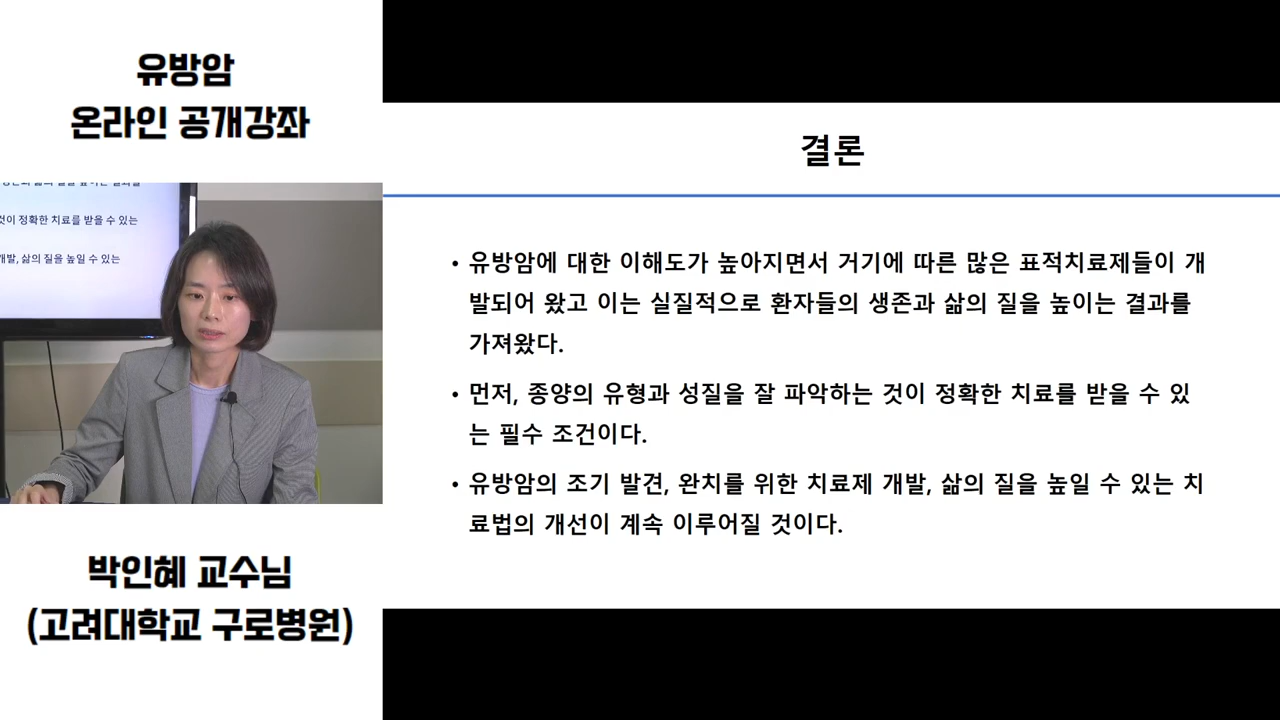 유방암
온라인 공개강좌
것이 정확한 치료를 받을 수 있는
개발, 삶의 질을 높일 수 있는
박인혜 교수님
(고려대학교 구로병원)
결론
• 유방암에 대한 이해도가 높아지면서 거기에 따른 많은 표적치료제들이 개
발되어 왔고 이는 실질적으로 환자들의 생존과 삶의 질을 높이는 결과를
가져왔다.
• 먼저, 종양의 유형과 성질을 잘 파악하는 것이 정확한 치료를 받을 수 있
는 필수 조건이다.
• 유방암의 조기 발견, 완치를 위한 치료제 개발, 삶의 질을 높일 수 있는 치
료법의 개선이 계속 이루어질 것이다.